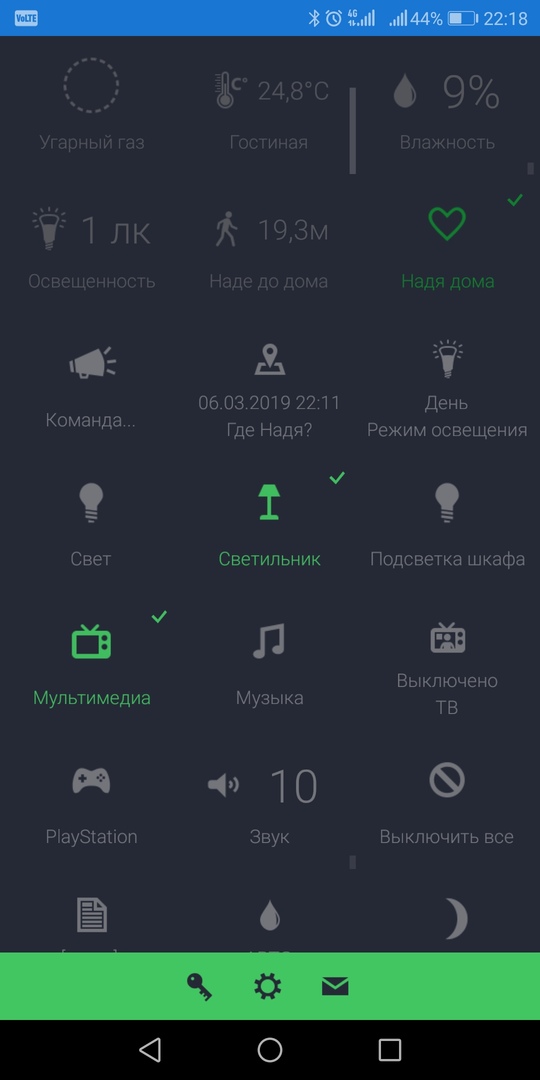 VoLTE 4G 44% 22:18
C° 24,8°C 9%
Угарный газ Гостиная Влажность
1 лк 19,3м
Освещенность Наде до дома Надя дома
06.03.2019 22:11 День
Команда... Где Надя? Режим освещения
Свет Светильник Подсветка шкафа
Выключено
Мультимедиа Музыка ТВ
10
PlayStation Звук Выключить все